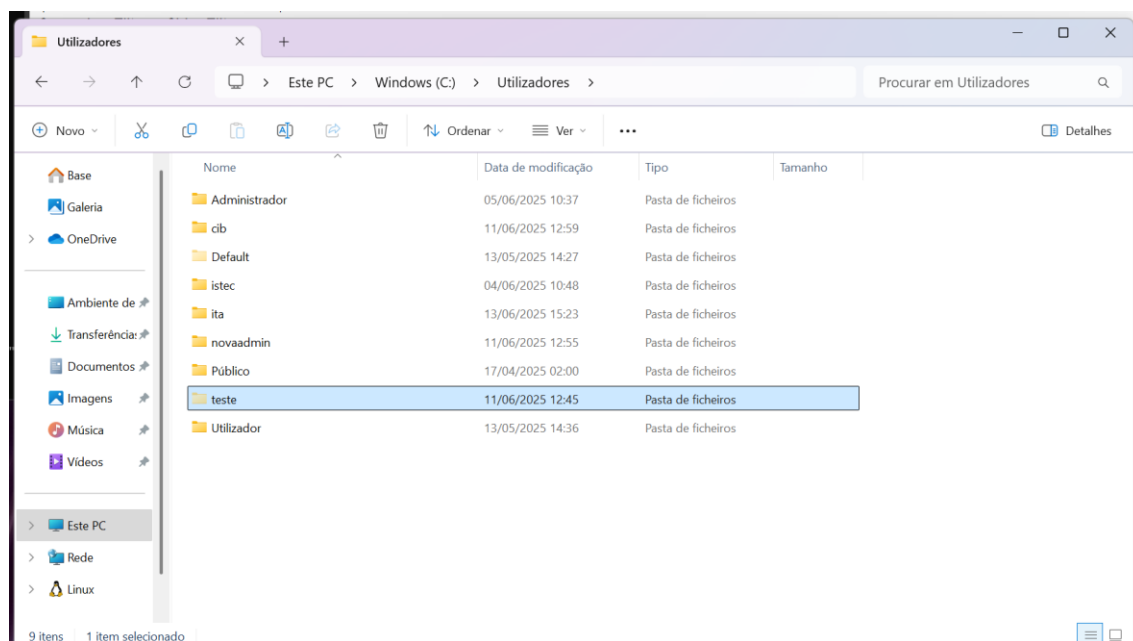 Utilizadores
Este PC > Windows (C:) > Utilizadores >
Procurar em Utilizadores
Novo
Ordenar
Ver
Detalhes
Nome Data de modificação Tipo Tamanho
Base
Galeria
OneDrive
Ambiente de
Transferência:
Documentos
Imagens
Música
Vídeos
Este PC
Rede
Linux
Administrador 05/06/2025 10:37 Pasta de ficheiros
cib 11/06/2025 12:59 Pasta de ficheiros
Default 13/05/2025 14:27 Pasta de ficheiros
istec 04/06/2025 10:48 Pasta de ficheiros
ita 13/06/2025 15:23 Pasta de ficheiros
novaadmin 11/06/2025 12:55 Pasta de ficheiros
Público 17/04/2025 02:00 Pasta de ficheiros
teste 11/06/2025 12:45 Pasta de ficheiros
Utilizador 13/05/2025 14:36 Pasta de ficheiros
9 itens 1 item selecionado